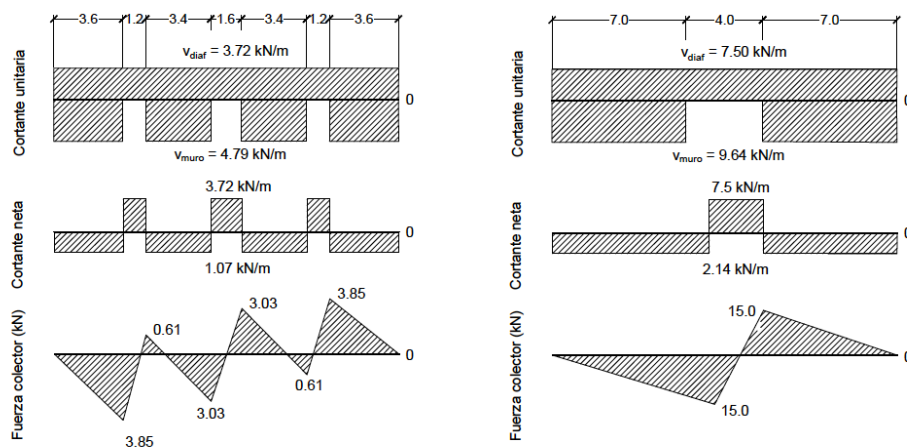 3.6 1.2 3.4 1.6 3.4 1.2 3.6
Cortante unitaria
v_diaf = 3.72 kN/m
0
v_muro = 4.79 kN/m
Cortante neta
3.72 kN/m
0
1.07 kN/m
Fuerza colector (kN)
0.61
3.03
3.85
0
3.85
3.03
0.61
7.0 4.0 7.0
Cortante unitaria
v_diaf = 7.50 kN/m
0
v_muro = 9.64 kN/m
Cortante neta
7.5 kN/m
0
2.14 kN/m
Fuerza colector (kN)
15.0
0
15.0